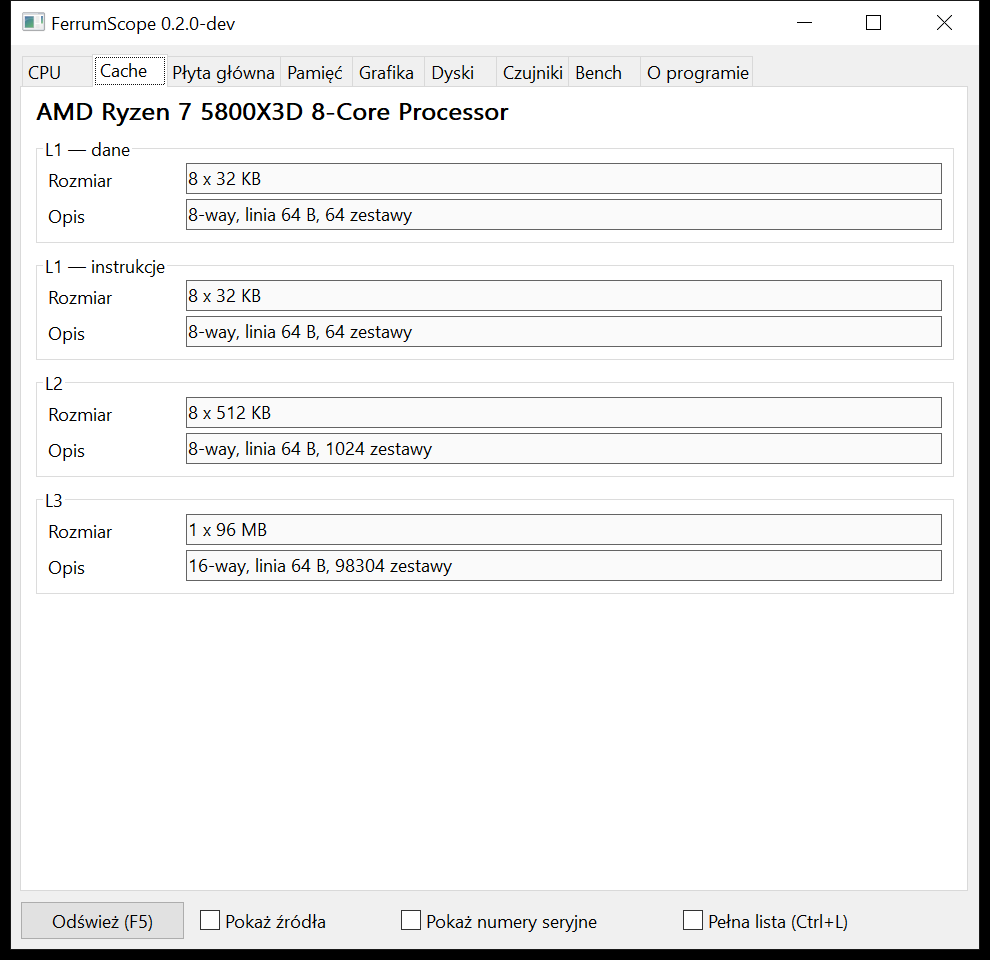 FerrumScope 0.2.0-dev
CPU Cache Płyta główna Pamięć Grafika Dyski Czujniki Bench O programie
AMD Ryzen 7 5800X3D 8-Core Processor
L1 — dane
Rozmiar 8 x 32 KB
Opis 8-way, linia 64 B, 64 zestawy
L1 — instrukcje
Rozmiar 8 x 32 KB
Opis 8-way, linia 64 B, 64 zestawy
L2
Rozmiar 8 x 512 KB
Opis 8-way, linia 64 B, 1024 zestawy
L3
Rozmiar 1 x 96 MB
Opis 16-way, linia 64 B, 98304 zestawy
Odśwież (F5) Pokaż źródła Pokaż numery seryjne Pełna lista (Ctrl+L)